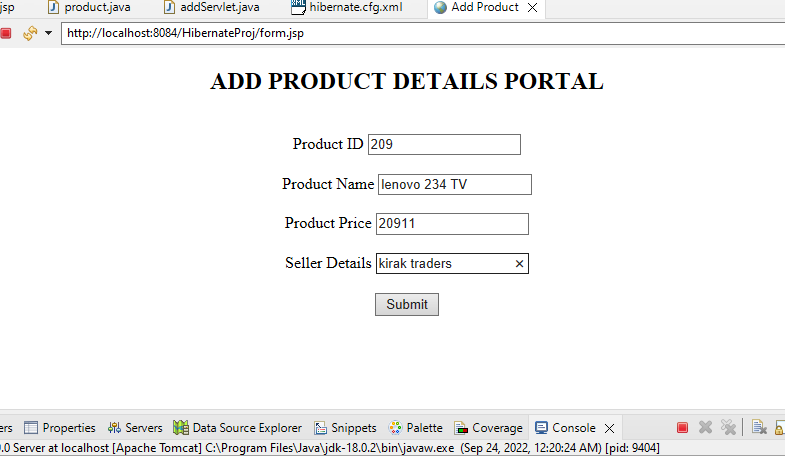 jsp product.java addServlet.java hibernate.cfg.xml Add Product
http://localhost:8084/HibernateProj/form.jsp
ADD PRODUCT DETAILS PORTAL
Product ID 209
Product Name lenovo 234 TV
Product Price 20911
Seller Details kirak traders
Submit
ers Properties Servers Data Source Explorer Snippets Palette Coverage Console
.0 Server at localhost [Apache Tomcat] C:\Program Files\Java\jdk-18.0.2\bin\javaw.exe (Sep 24, 2022, 12:20:24 AM) [pid: 9404]